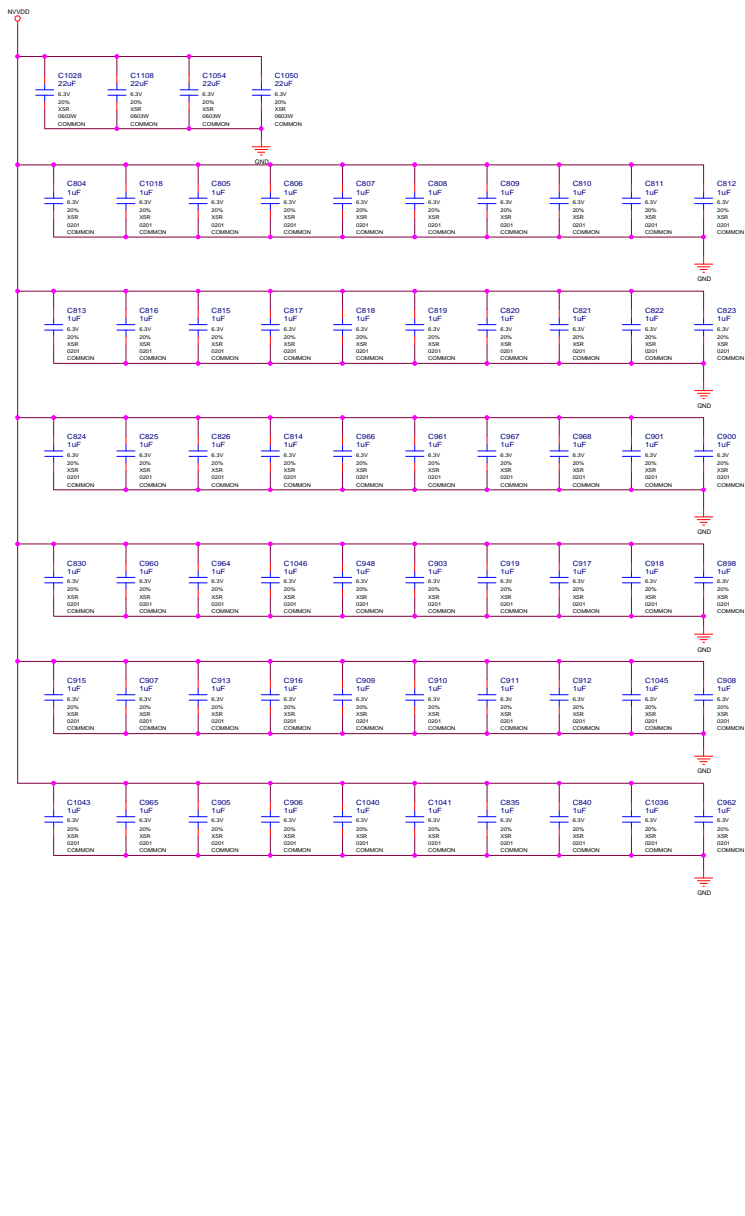 NVVDD
C1028 C1108 C1054 C1050
22uF 22uF 22uF 22uF
6.3V 6.3V 6.3V 6.3V
20% 20% 20% 20%
X5R X5R X5R X5R
0603W 0603W 0603W 0603W
COMMON COMMON COMMON COMMON
GND
C804 C1018 C805 C806 C807 C808 C809 C810 C811 C812
1uF 1uF 1uF 1uF 1uF 1uF 1uF 1uF 1uF 1uF
6.3V 6.3V 6.3V 6.3V 6.3V 6.3V 6.3V 6.3V 6.3V 6.3V
20% 20% 20% 20% 20% 20% 20% 20% 20% 20%
X5R X5R X5R X5R X5R X5R X5R X5R X5R X5R
0201 0201 0201 0201 0201 0201 0201 0201 0201 0201
COMMON COMMON COMMON COMMON COMMON COMMON COMMON COMMON COMMON COMMON
GND
C813 C816 C815 C817 C818 C819 C820 C821 C822 C823
1uF 1uF 1uF 1uF 1uF 1uF 1uF 1uF 1uF 1uF
6.3V 6.3V 6.3V 6.3V 6.3V 6.3V 6.3V 6.3V 6.3V 6.3V
20% 20% 20% 20% 20% 20% 20% 20% 20% 20%
X5R X5R X5R X5R X5R X5R X5R X5R X5R X5R
0201 0201 0201 0201 0201 0201 0201 0201 0201 0201
COMMON COMMON COMMON COMMON COMMON COMMON COMMON COMMON COMMON COMMON
GND
C824 C825 C826 C814 C966 C961 C967 C968 C901 C900
1uF 1uF 1uF 1uF 1uF 1uF 1uF 1uF 1uF 1uF
6.3V 6.3V 6.3V 6.3V 6.3V 6.3V 6.3V 6.3V 6.3V 6.3V
20% 20% 20% 20% 20% 20% 20% 20% 20% 20%
X5R X5R X5R X5R X5R X5R X5R X5R X5R X5R
0201 0201 0201 0201 0201 0201 0201 0201 0201 0201
COMMON COMMON COMMON COMMON COMMON COMMON COMMON COMMON COMMON COMMON
GND
C830 C960 C964 C1046 C948 C903 C919 C917 C918 C898
1uF 1uF 1uF 1uF 1uF 1uF 1uF 1uF 1uF 1uF
6.3V 6.3V 6.3V 6.3V 6.3V 6.3V 6.3V 6.3V 6.3V 6.3V
20% 20% 20% 20% 20% 20% 20% 20% 20% 20%
X5R X5R X5R X5R X5R X5R X5R X5R X5R X5R
0201 0201 0201 0201 0201 0201 0201 0201 0201 0201
COMMON COMMON COMMON COMMON COMMON COMMON COMMON COMMON COMMON COMMON
GND
C915 C907 C913 C916 C909 C910 C911 C912 C1045 C908
1uF 1uF 1uF 1uF 1uF 1uF 1uF 1uF 1uF 1uF
6.3V 6.3V 6.3V 6.3V 6.3V 6.3V 6.3V 6.3V 6.3V 6.3V
20% 20% 20% 20% 20% 20% 20% 20% 20% 20%
X5R X5R X5R X5R X5R X5R X5R X5R X5R X5R
0201 0201 0201 0201 0201 0201 0201 0201 0201 0201
COMMON COMMON COMMON COMMON COMMON COMMON COMMON COMMON COMMON COMMON
GND
C1043 C965 C905 C906 C1040 C1041 C835 C840 C1036 C962
1uF 1uF 1uF 1uF 1uF 1uF 1uF 1uF 1uF 1uF
6.3V 6.3V 6.3V 6.3V 6.3V 6.3V 6.3V 6.3V 6.3V 6.3V
20% 20% 20% 20% 20% 20% 20% 20% 20% 20%
X5R X5R X5R X5R X5R X5R X5R X5R X5R X5R
0201 0201 0201 0201 0201 0201 0201 0201 0201 0201
COMMON COMMON COMMON COMMON COMMON COMMON COMMON COMMON COMMON COMMON
GND